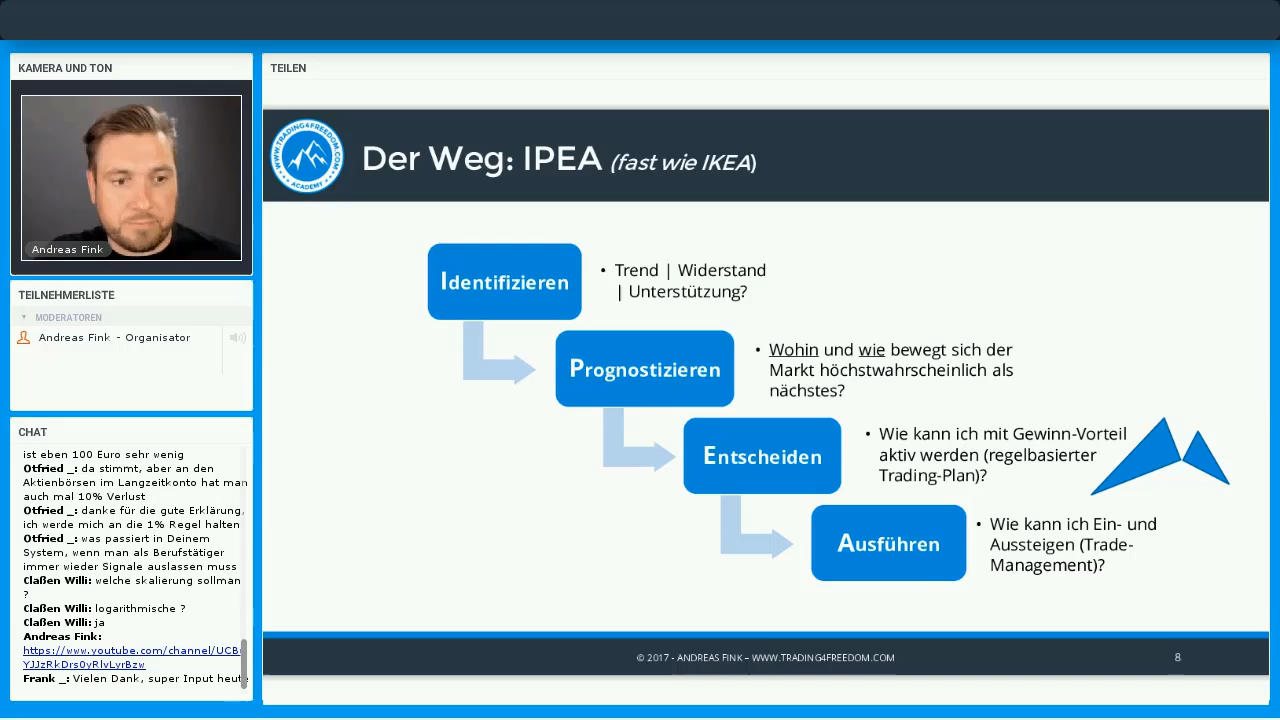 KAMERA UND TON
Andreas Fink
TEILNEHMERLISTE
MODERATOREN
Andreas Fink - Organisator
CHAT
ist eben 100 Euro sehr wenig
Otfried _: da stimmt, aber an den
Aktienbörsen im Langzeitkonto hat man
auch mal 10% Verlust
Otfried _: danke für die gute Erklärung,
ich werde mich an die 1% Regel halten
Otfried _: was passiert in Deinem
System, wenn man als Berufstätiger
immer wieder Signale auslassen muss
Claßen Willi: welche skalierung sollman
?
Claßen Willi: logarithmische ?
Claßen Willi: ja
Andreas Fink:
https://www.youtube.com/channel/UCB
YJJzRkDrs0yRlvLyrBzw
Frank _: Vielen Dank, super Input heute
TEILEN
WWW.TRADING4FREEDOM.COM
ACADEMY
Der Weg: IPEA (fast wie IKEA)
Identifizieren
• Trend | Widerstand
| Unterstützung?
Prognostizieren
• Wohin und wie bewegt sich der
Markt höchstwahrscheinlich als
nächstes?
Entscheiden
• Wie kann ich mit Gewinn-Vorteil
aktiv werden (regelbasierter
Trading-Plan)?
Ausführen
• Wie kann ich Ein- und
Aussteigen (Trade-
Management)?
© 2017 - ANDREAS FINK – WWW.TRADING4FREEDOM.COM
8